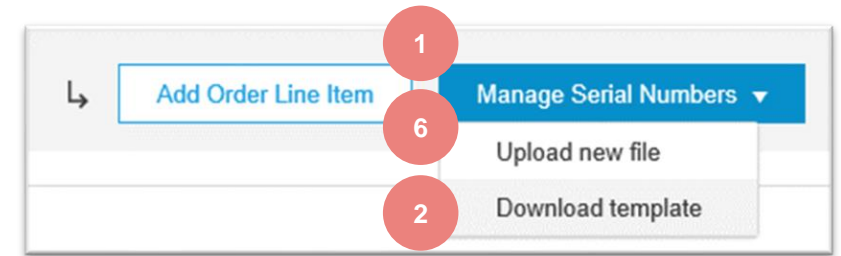 1
Add Order Line Item Manage Serial Numbers
6
Upload new file
2 Download template